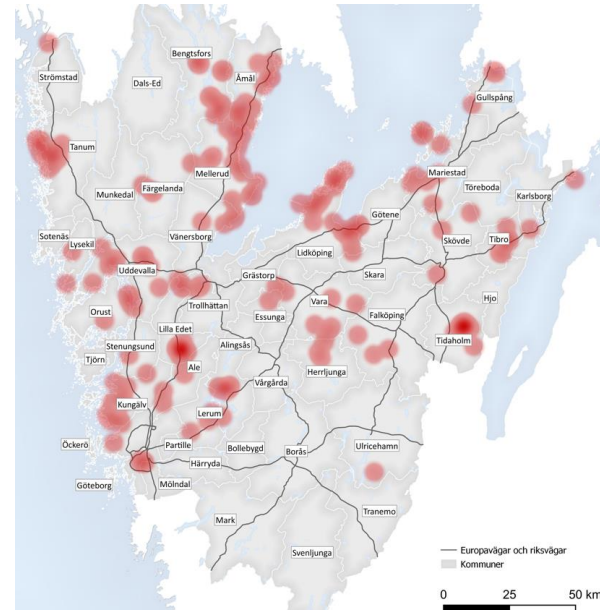 Bengtsfors
Strömstad
Dals-Ed
Åmål
Gullspång
Tanum
Mellerud
Mariestad
Munkedal
Färgelanda
Töreboda
Karlsborg
Götene
Sotenäs
Vänersborg
Skövde
Tibro
Lysekil
Lidköping
Uddevalla
Grästorp
Skara
Hjo
Trollhättan
Vara
Orust
Essunga
Falköping
Lilla Edet
Stenungsund
Alingsås
Tidaholm
Tjörn
Ale
Herrljunga
Vårgårda
Kungälv
Lerum
Öckerö
Partille
Bollebygd
Borås
Ulricehamn
Härryda
Göteborg
Mölndal
Tranemo
Mark
Svenljunga
Europavägar och riksvägar
Kommuner
0 25 50 km